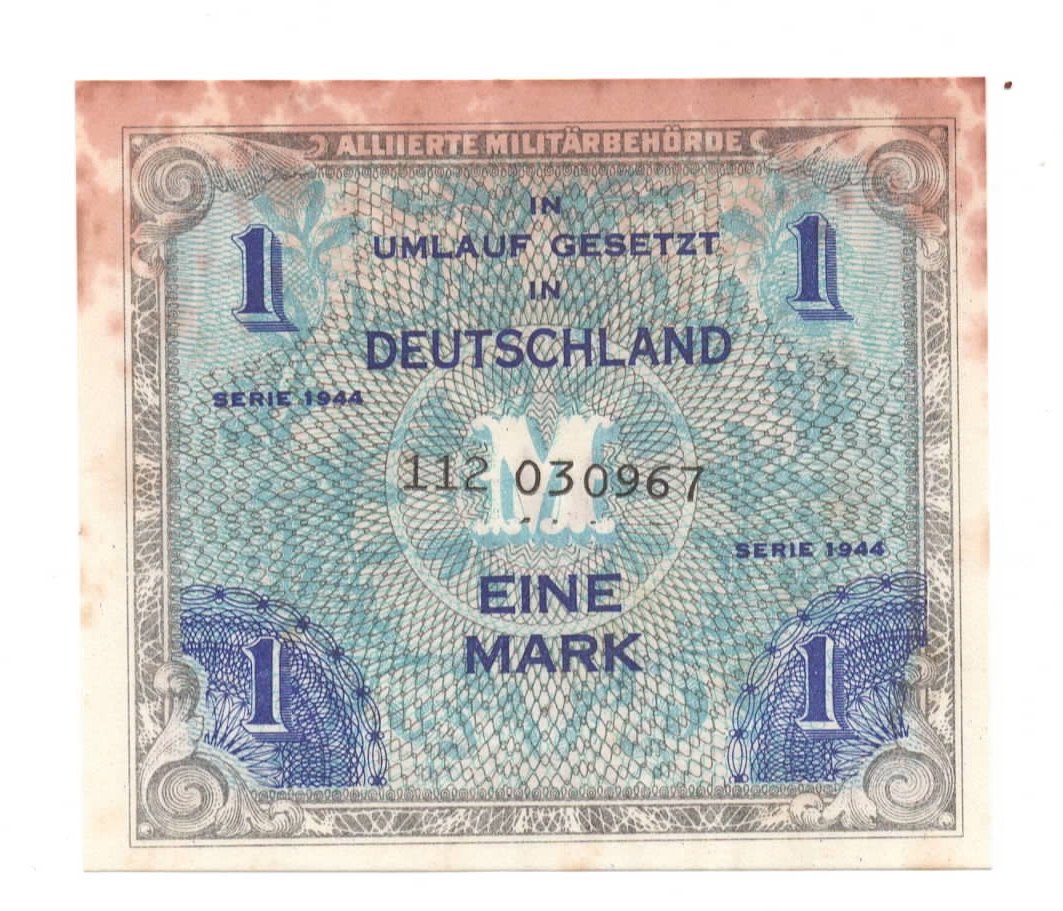 ALLIIERTE MILITÄRBEHÖRDE
IN
1 UMLAUF GESETZT 1
IN
DEUTSCHLAND
SERIE 1944
M
112 030967
SERIE 1944
EINE
1 MARK 1